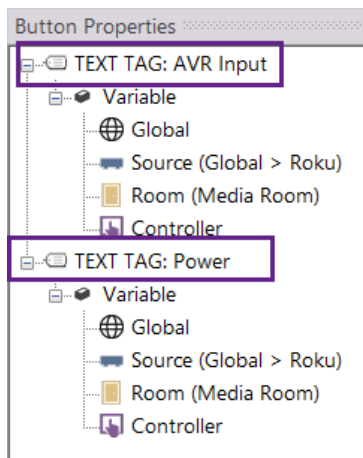 Button Properties
TEXT TAG: AVR Input
Variable
Global
Source (Global > Roku)
Room (Media Room)
Controller
TEXT TAG: Power
Variable
Global
Source (Global > Roku)
Room (Media Room)
Controller